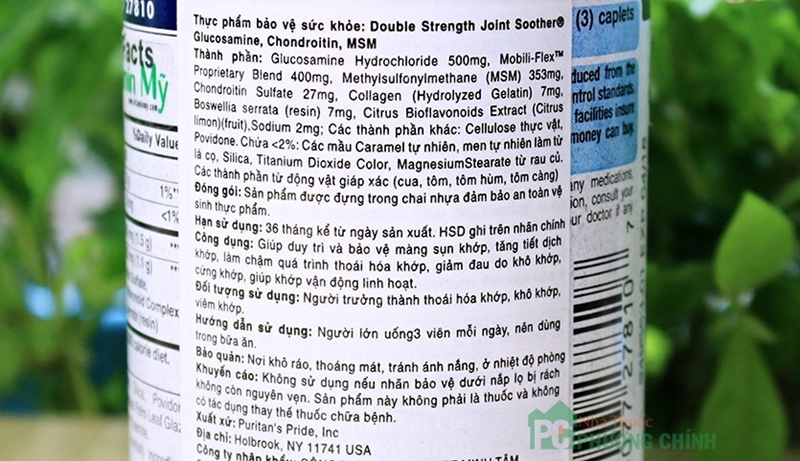 27810
Facts
min Mỹ
%Daily Value
1%**
<1%
(1.5 g)
(1.1 g)
Complex
(resin)
calorie diet.
Thực phẩm bảo vệ sức khỏe: Double Strength Joint Soother®
Glucosamine, Chondroitin, MSM
Thành phần: Glucosamine Hydrochloride 500mg, Mobili-Flex™
Proprietary Blend 400mg, Methylsulfonylmethane (MSM) 353mg,
Chondroitin Sulfate 27mg, Collagen (Hydrolyzed Gelatin) 7mg,
Boswellia serrata (resin) 7mg, Citrus Bioflavonoids Extract (Citrus
limon)(fruit),Sodium 2mg; Các thành phần khác: Cellulose thực vật,
Povidone. Chứa <2%: Các mầu Caramel tự nhiên, men tự nhiên làm từ
lá cọ, Silica, Titanium Dioxide Color, MagnesiumStearate từ rau củ.
Các thành phần từ động vật giáp xác (cua, tôm, tôm hùm, tôm càng)
Đóng gói: Sản phẩm được đựng trong chai nhựa đảm bảo an toàn vệ
sinh thực phẩm.
Hạn sử dụng: 36 tháng kể từ ngày sản xuất. HSD ghi trên nhãn chính
Công dụng: Giúp duy trì và bảo vệ màng sụn khớp, tăng tiết dịch
khớp, làm chậm quá trình thoái hóa khớp, giảm đau do khô khớp,
cứng khớp, giúp khớp vận động linh hoạt.
Đối tượng sử dụng: Người trưởng thành thoái hóa khớp, khô khớp,
viêm khớp.
Hướng dẫn sử dụng: Người lớn uống3 viên mỗi ngày, nên dùng
trong bữa ăn.
Bảo quản: Nơi khô ráo, thoáng mát, tránh ánh nắng, ở nhiệt độ phòng
Khuyến cáo: Không sử dụng nếu nhãn bảo vệ dưới nắp lọ bị rách
không còn nguyên vẹn. Sản phẩm này không phải là thuốc và không
có tác dụng thay thế thuốc chữa bệnh.
Xuất xứ: Puritan's Pride, Inc
Địa chỉ: Holbrook, NY 11741 USA
Công ty nhập khẩu:
(3) caplets
duced from the
ntrol standards.
facilities insure
money can buy.
any medications,
ion, consult your
ur doctor if any
27810
PC
PHƯƠNG CHÍNH